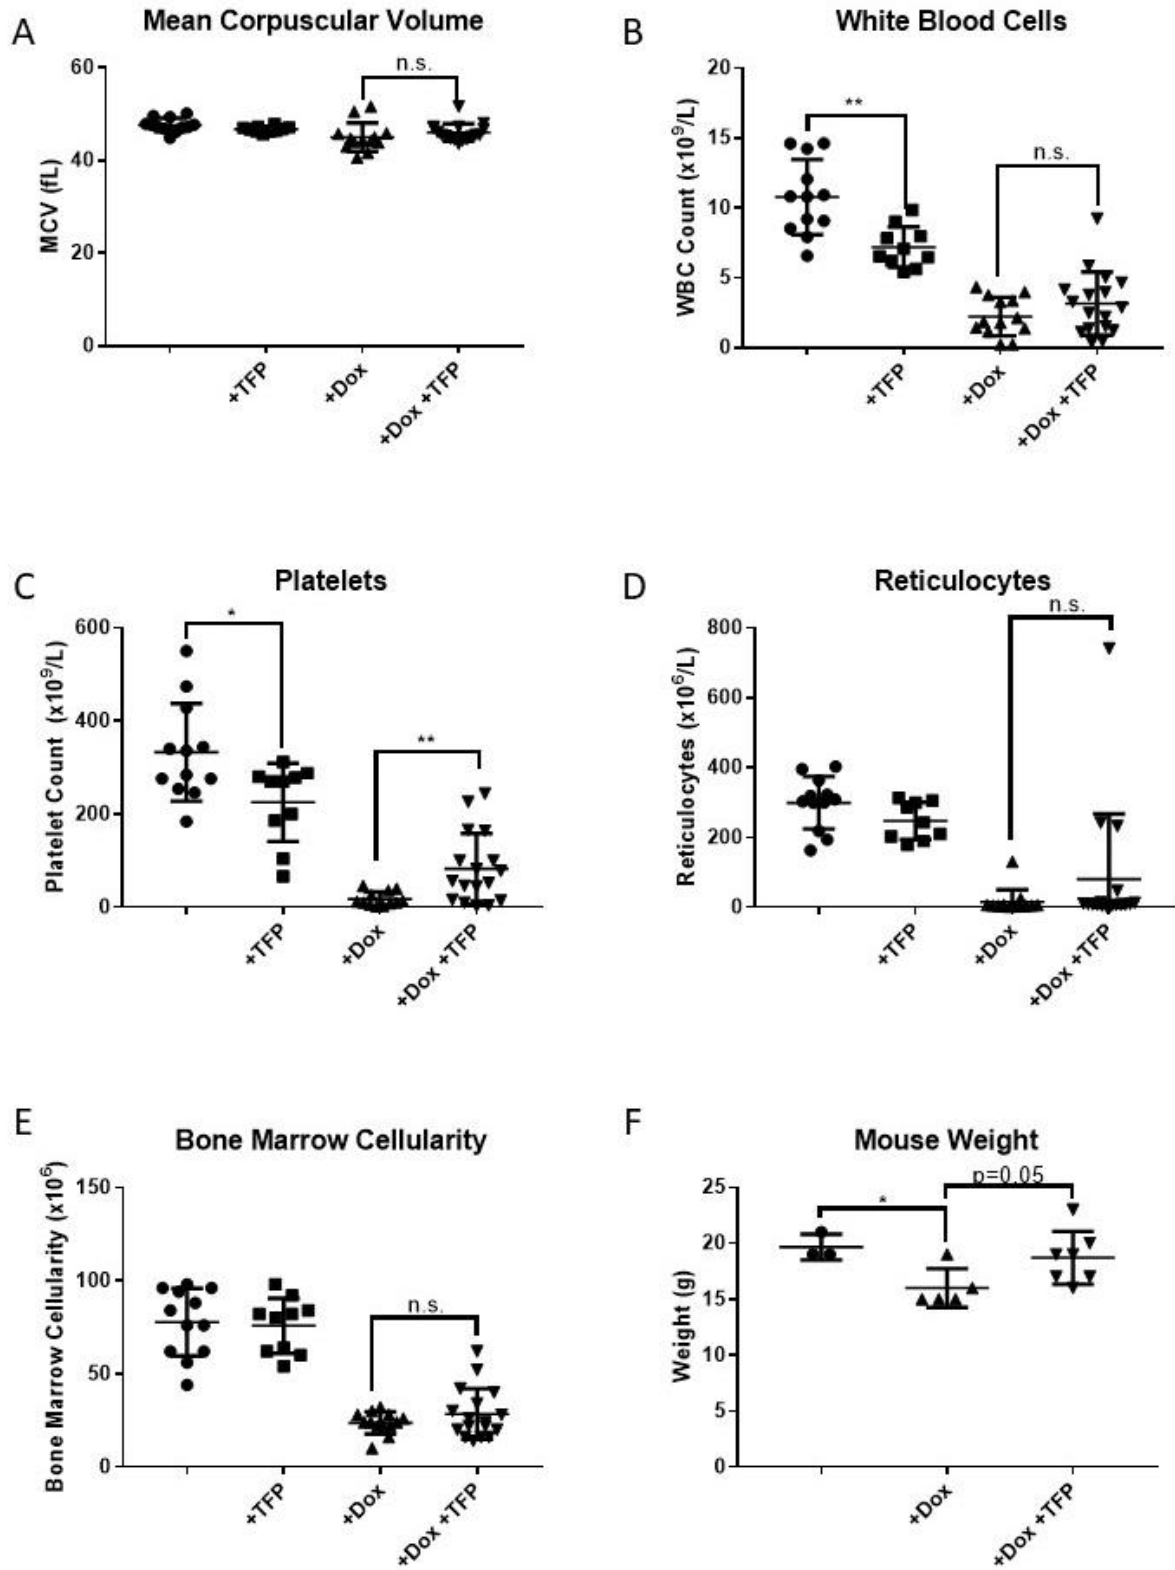 A
Mean Corpuscular Volume
MCV (fL)
60
40
20
0
n.s.
+TFP
+Dox
+Dox +TFP
B
White Blood Cells
WBC Count (x10⁹/L)
20
15
10
5
0
**
n.s.
+TFP
+Dox
+Dox +TFP
C
Platelets
Platelet Count (x10⁹/L)
600
400
200
0
*
**
+TFP
+Dox
+Dox +TFP
D
Reticulocytes
Reticulocytes (x10⁶/L)
800
600
400
200
0
n.s.
+TFP
+Dox
+Dox +TFP
E
Bone Marrow Cellularity
Bone Marrow Cellularity (x10⁶)
150
100
50
0
n.s.
+TFP
+Dox
+Dox +TFP
F
Mouse Weight
Weight (g)
25
20
15
10
5
0
*
p=0.05
+Dox
+Dox +TFP